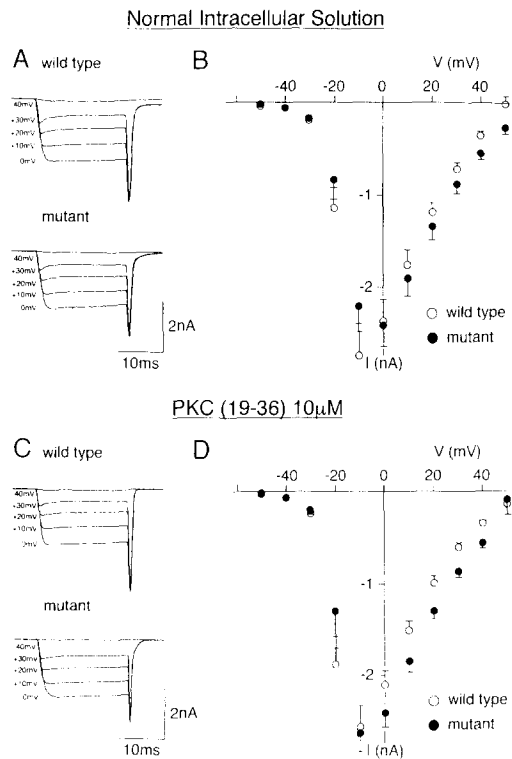 Normal Intracellular Solution
A wild type
40mV
+30mV
+20mV
+10mV
0mV
mutant
40mV
+30mV
+20mV
+10mV
0mV
2nA
10ms
B
V (mV)
-40 -20 20 40
-1
-2
I (nA)
wild type
mutant
PKC (19-36) 10µM
C wild type
40mV
+30mV
+20mV
+10mV
0mV
mutant
40mV
+30mV
+20mV
+10mV
0mV
2nA
10ms
D
V (mV)
-40 -20 20 40
-1
-2
I (nA)
wild type
mutant